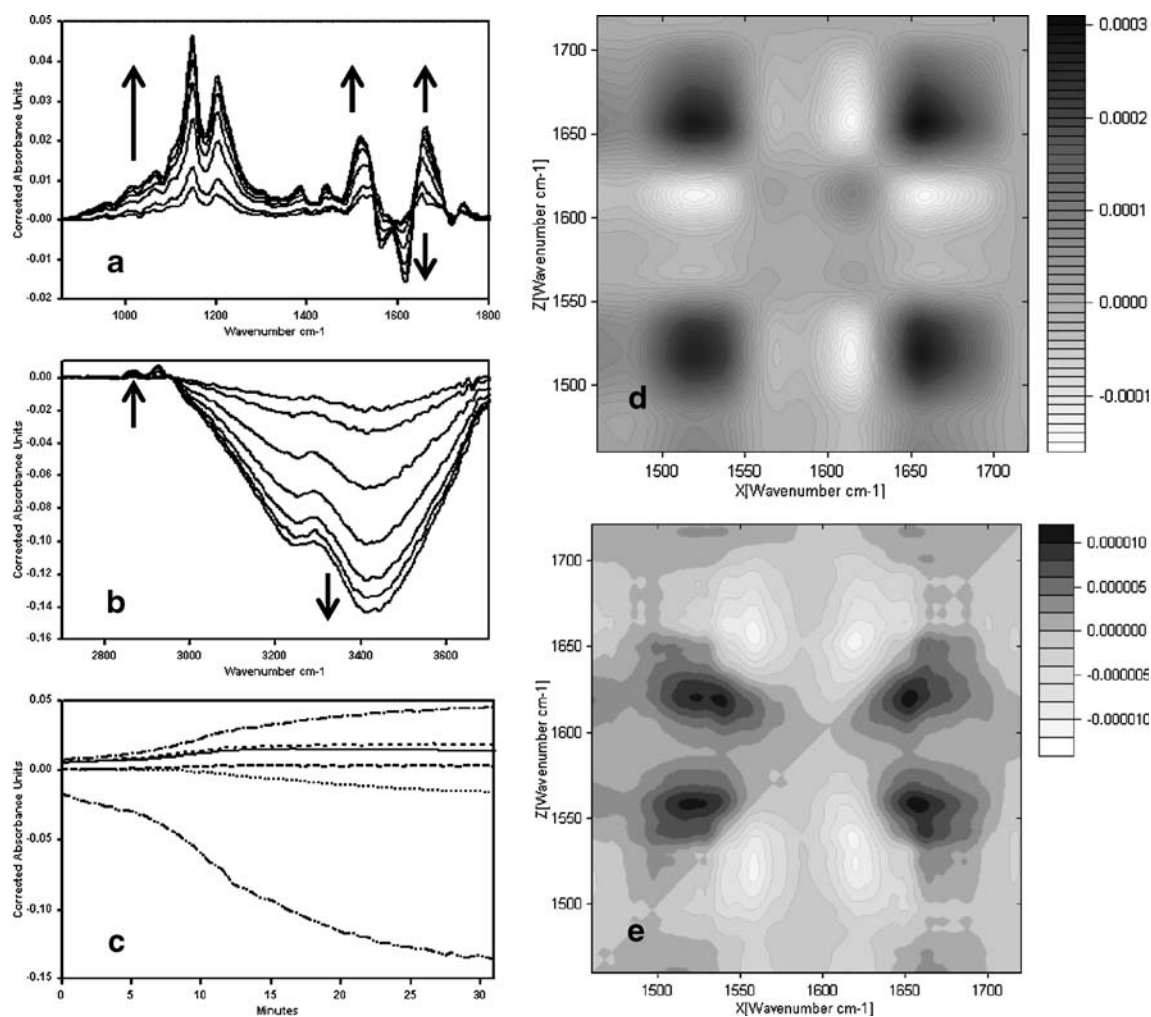 0.05
0.04
0.03
0.02
0.01
-0.00
-0.01
-0.02
Corrected Absorbance Units
a
1000 1200 1400 1600 1800
Wavenumber cm-1
0.00
-0.02
-0.04
-0.06
-0.08
-0.10
-0.12
-0.14
-0.16
Corrected Absorbance Units
b
2800 3000 3200 3400 3600
Wavenumber cm-1
0.05
0.00
-0.05
-0.10
-0.15
Corrected Absorbance Units
c
0 5 10 15 20 25 30
Minutes
1700
1650
1600
1550
1500
Z[Wavenumber cm-1]
d
1500 1550 1600 1650 1700
X[Wavenumber cm-1]
0.0003
0.0002
0.0001
0.0000
-0.0001
1700
1650
1600
1550
1500
Z[Wavenumber cm-1]
e
1500 1550 1600 1650 1700
X[Wavenumber cm-1]
0.000010
0.000005
0.000000
-0.000005
-0.000010